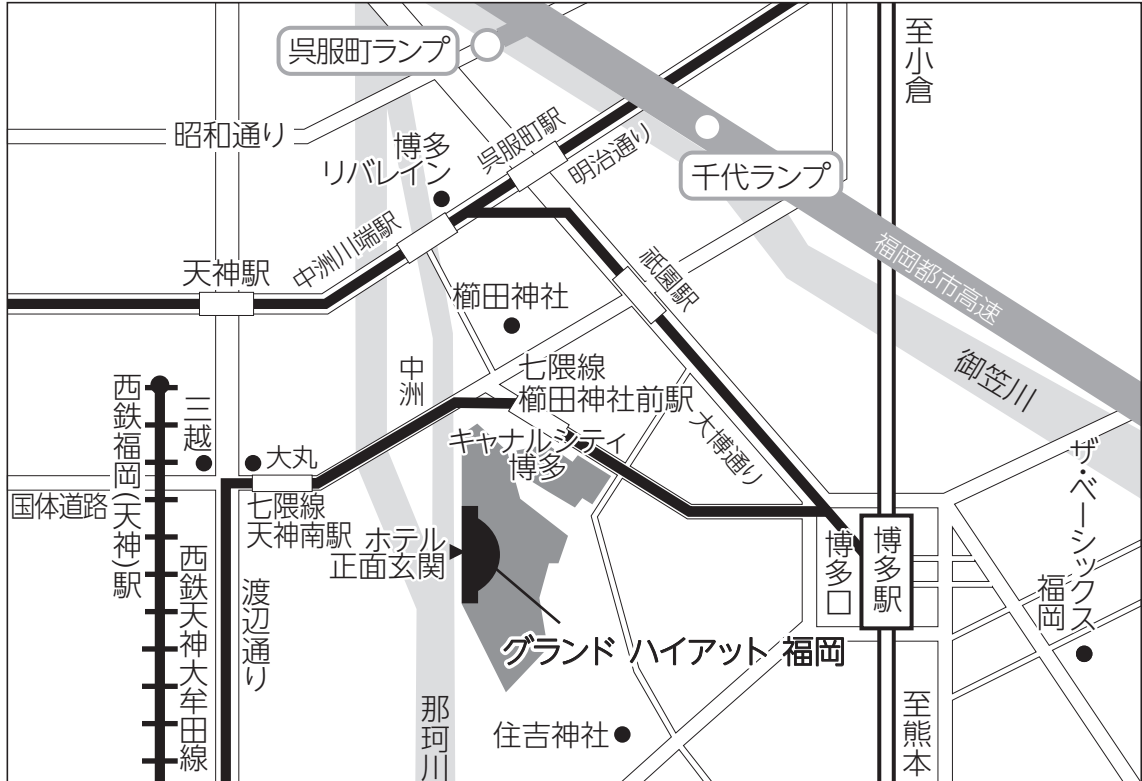 呉服町ランプ
至小倉
昭和通り
博多
リバレイン
呉服町駅
明治通り
千代ランプ
中洲川端駅
天神駅
祇園駅
福岡都市高速
櫛田神社
御笠川
中洲
七隈線
櫛田神社前駅
西鉄福岡(天神)駅
三越
大丸
キャナルシティ
博多
大博通り
ザ・ベーシックス
福岡
国体道路
七隈線
天神南駅
ホテル
正面玄関
博多口
博多駅
西鉄天神大牟田線
渡辺通り
グランド ハイアット 福岡
那珂川
住吉神社
至熊本